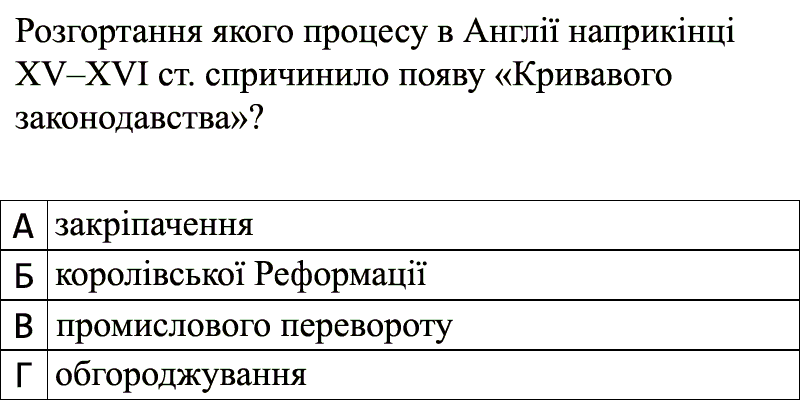 Розгортання якого процесу в Англії наприкінці
XV–XVI ст. спричинило появу «Кривавого
законодавства»?
А закріпачення
Б королівської Реформації
В промислового перевороту
Г обгороджування